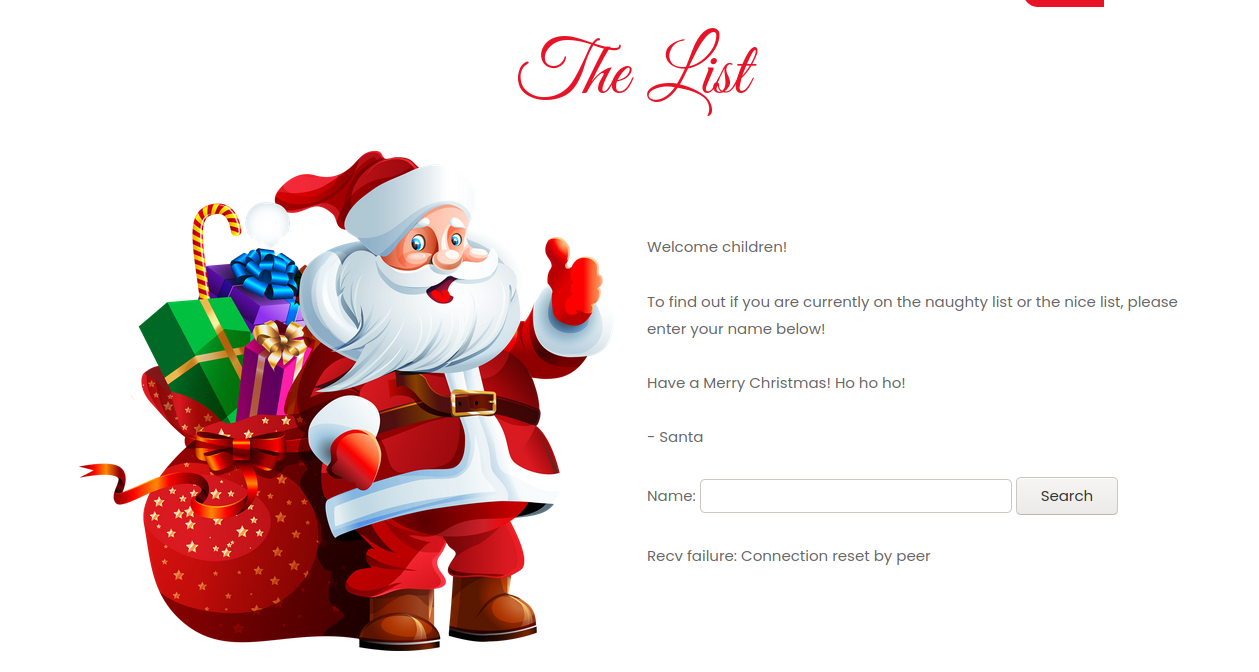 The List
Welcome children!
To find out if you are currently on the naughty list or the nice list, please
enter your name below!
Have a Merry Christmas! Ho ho ho!
- Santa
Name:
Search
Recv failure: Connection reset by peer